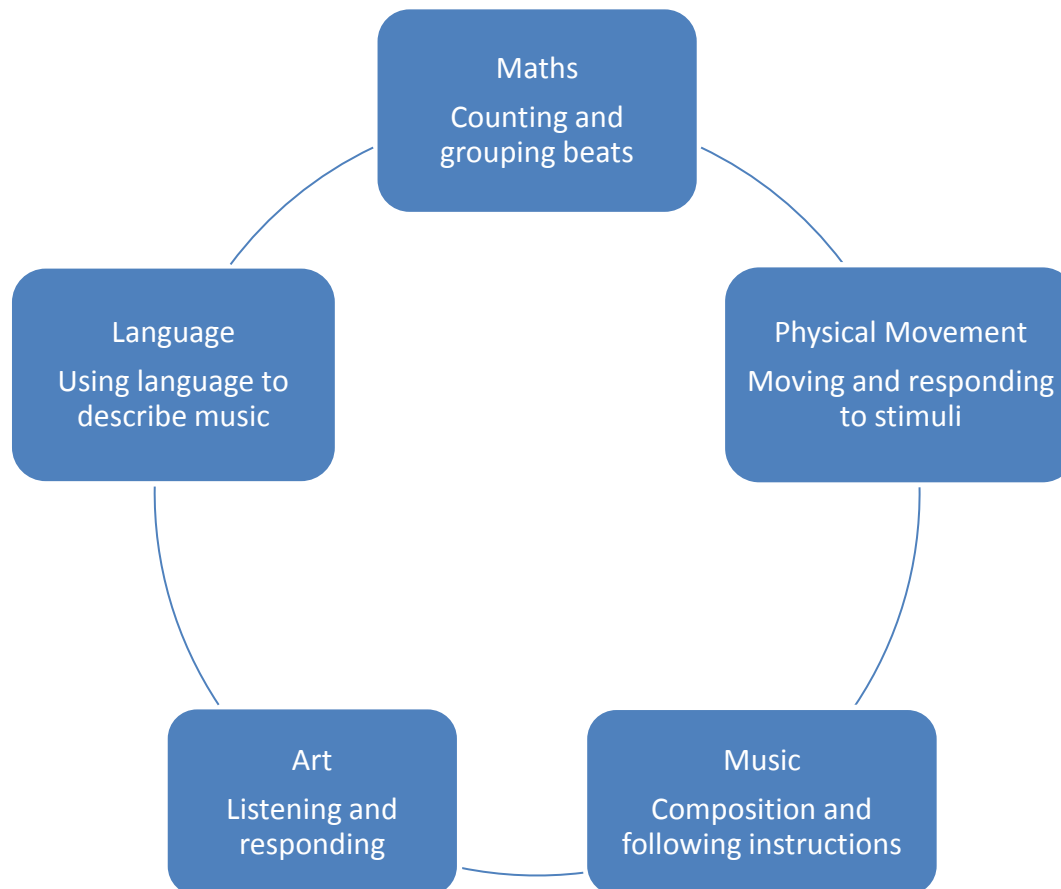 Maths
Counting and
grouping beats
Physical Movement
Moving and responding
to stimuli
Music
Composition and
following instructions
Art
Listening and
responding
Language
Using language to
describe music